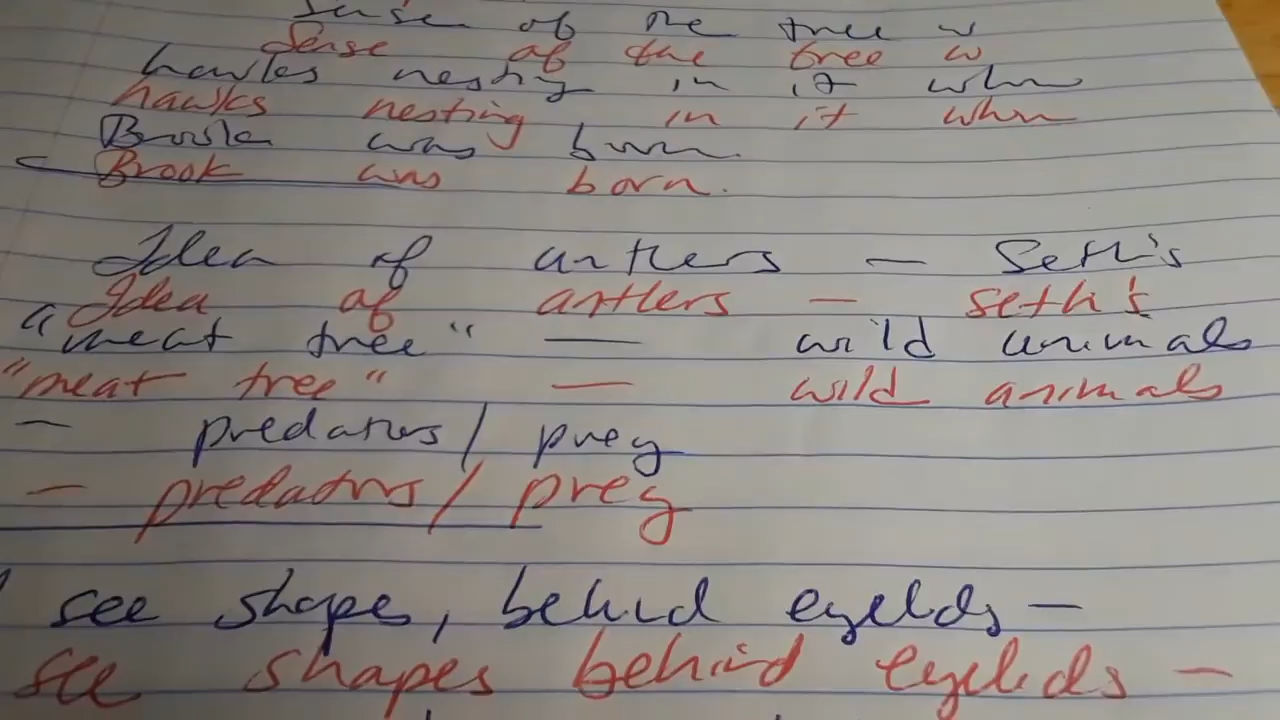 Sense of the tree w
Sense of the tree w
hawks nesting in it when
hawks nesting in it when
Brook was born.
Brook was born.
Idea of antlers — Seth's
Idea of antlers — Seth's
"meat tree" — wild animals
"meat tree" — wild animals
— predators / prey
— predators / prey
see shapes, behind eyelids —
see shapes behind eyelids —